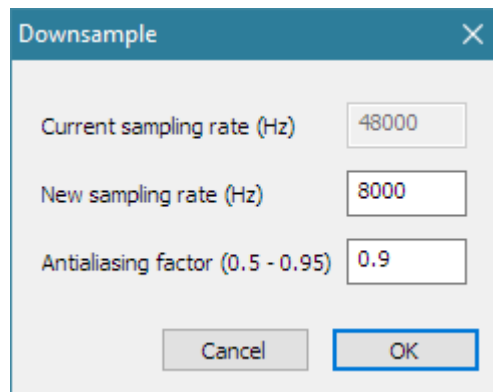 Downsample
Current sampling rate (Hz) 48000
New sampling rate (Hz) 8000
Antialiasing factor (0.5 - 0.95) 0.9
Cancel OK